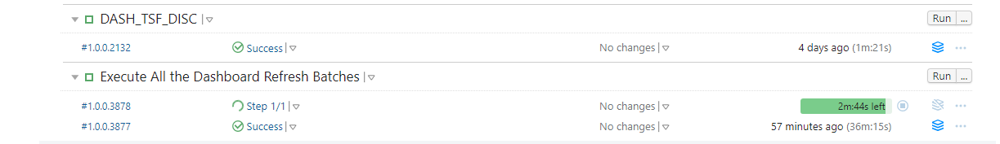 DASH_TSF_DISC Run ...
#1.0.0.2132 Success No changes 4 days ago (1m:21s)
Execute All the Dashboard Refresh Batches Run ...
#1.0.0.3878 Step 1/1 No changes 2m:44s left
#1.0.0.3877 Success No changes 57 minutes ago (36m:15s)